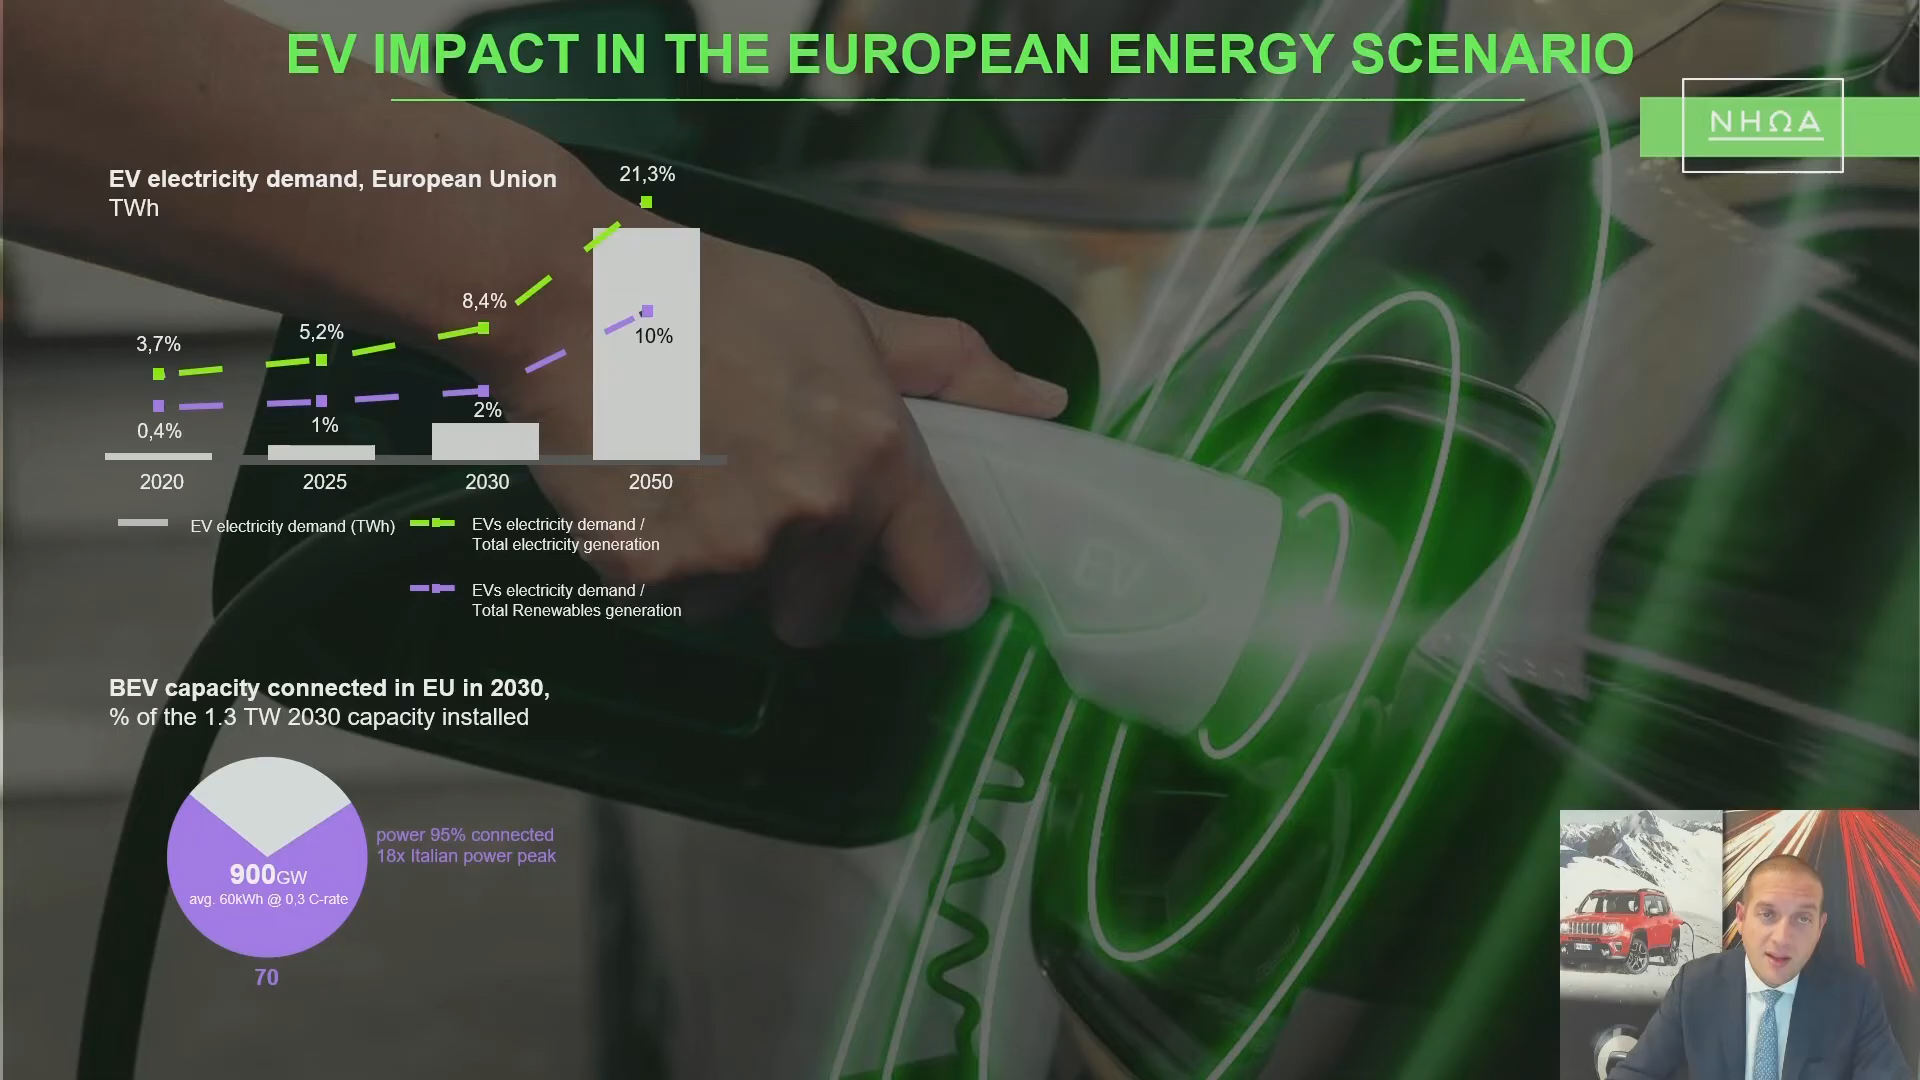 EV IMPACT IN THE EUROPEAN ENERGY SCENARIO
NHΩA
EV electricity demand, European Union
TWh
21,3%
8,4%
5,2%
3,7%
10%
2%
1%
0,4%
2020
2025
2030
2050
EV electricity demand (TWh)
EVs electricity demand /
Total electricity generation
EVs electricity demand /
Total Renewables generation
EV
BEV capacity connected in EU in 2030,
% of the 1.3 TW 2030 capacity installed
power 95% connected
18x Italian power peak
900GW
avg. 60kWh @ 0,3 C-rate
70